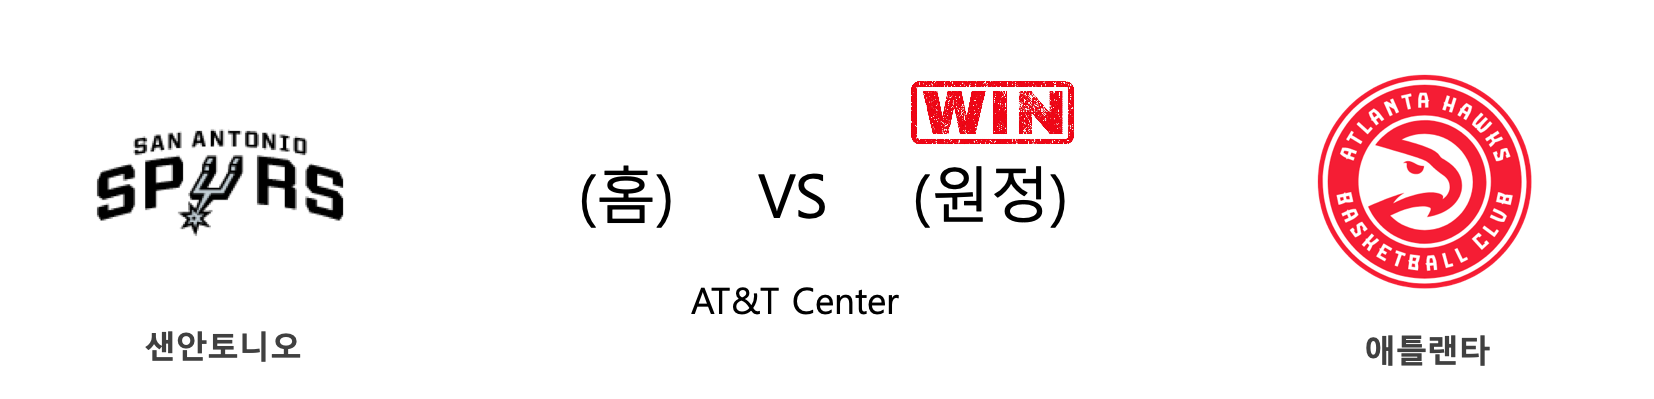 SAN ANTONIO
SPURS
샌안토니오
WIN
(홈) VS (원정)
AT&T Center
ATLANTA HAWKS
BASKETBALL CLUB
애틀랜타